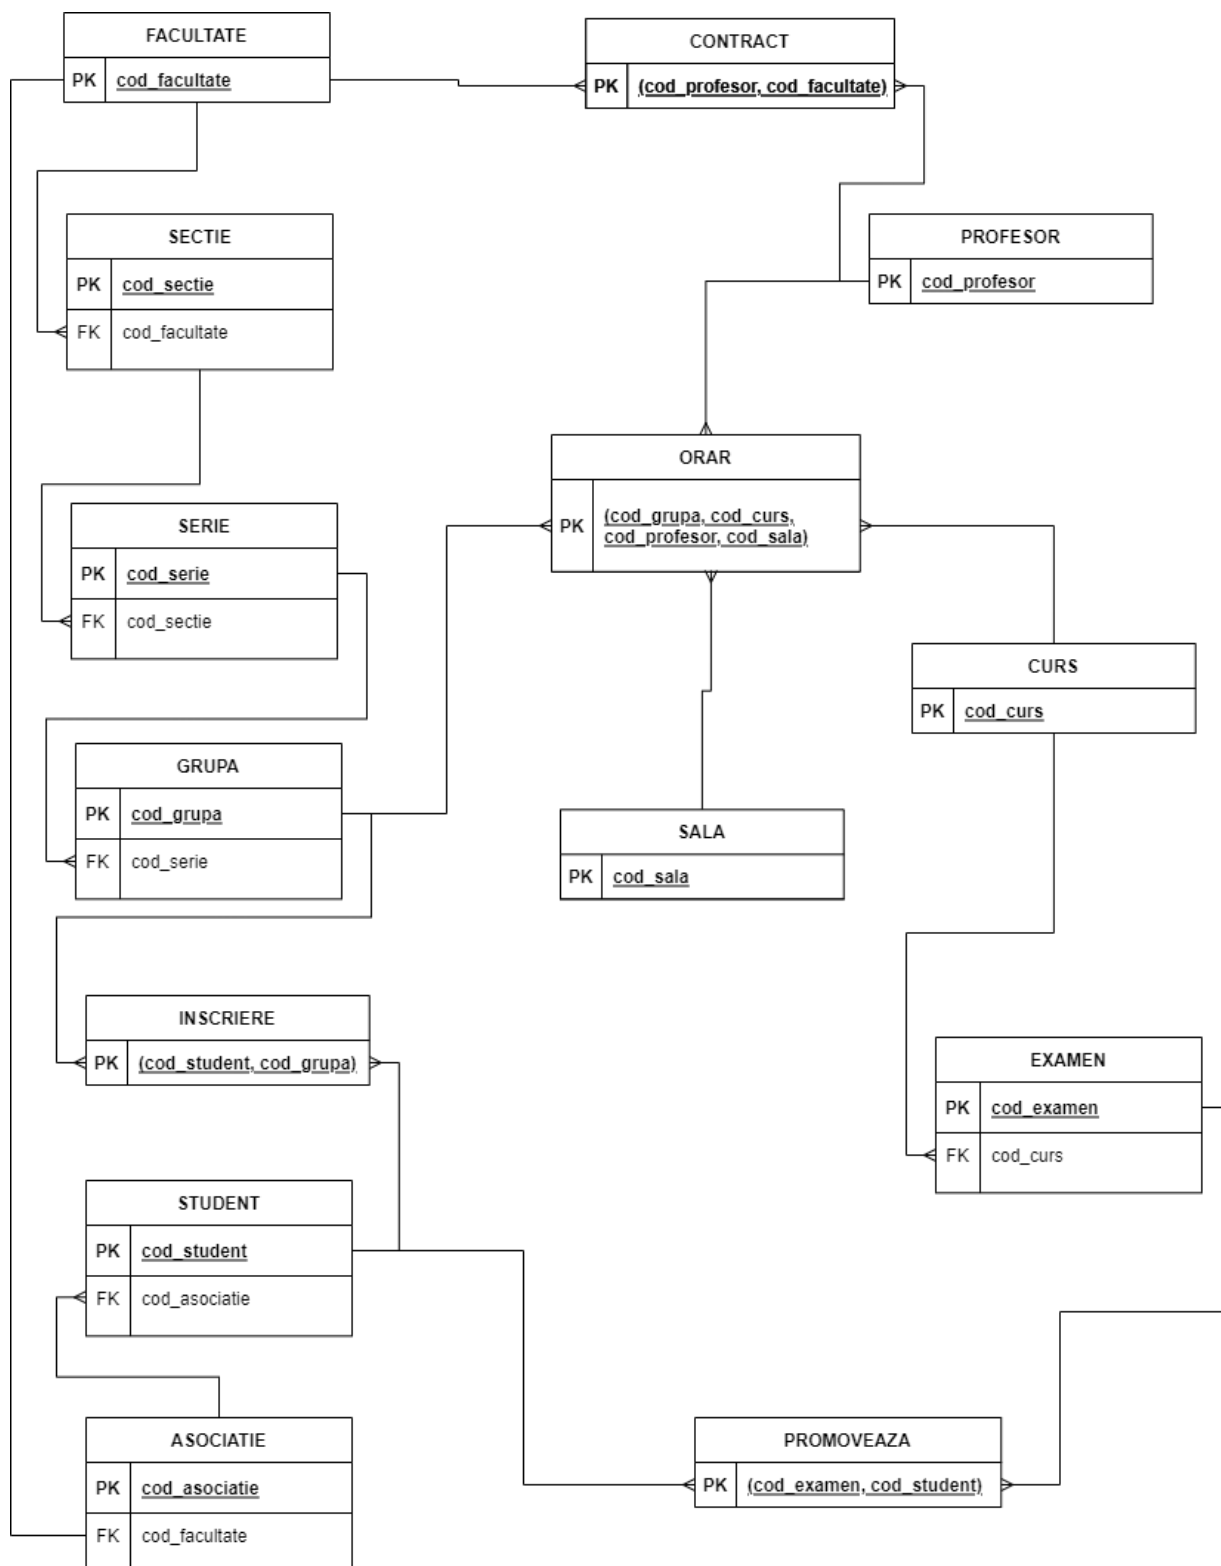 FACULTATE
PK cod_facultate
CONTRACT
PK (cod_profesor, cod_facultate)
SECTIE
PK cod_sectie
FK cod_facultate
PROFESOR
PK cod_profesor
ORAR
PK (cod_grupa, cod_curs,
cod_profesor, cod_sala)
SERIE
PK cod_serie
FK cod_sectie
CURS
PK cod_curs
GRUPA
PK cod_grupa
FK cod_serie
SALA
PK cod_sala
INSCRIERE
PK (cod_student, cod_grupa)
EXAMEN
PK cod_examen
FK cod_curs
STUDENT
PK cod_student
FK cod_asociatie
ASOCIATIE
PK cod_asociatie
FK cod_facultate
PROMOVEAZA
PK (cod_examen, cod_student)